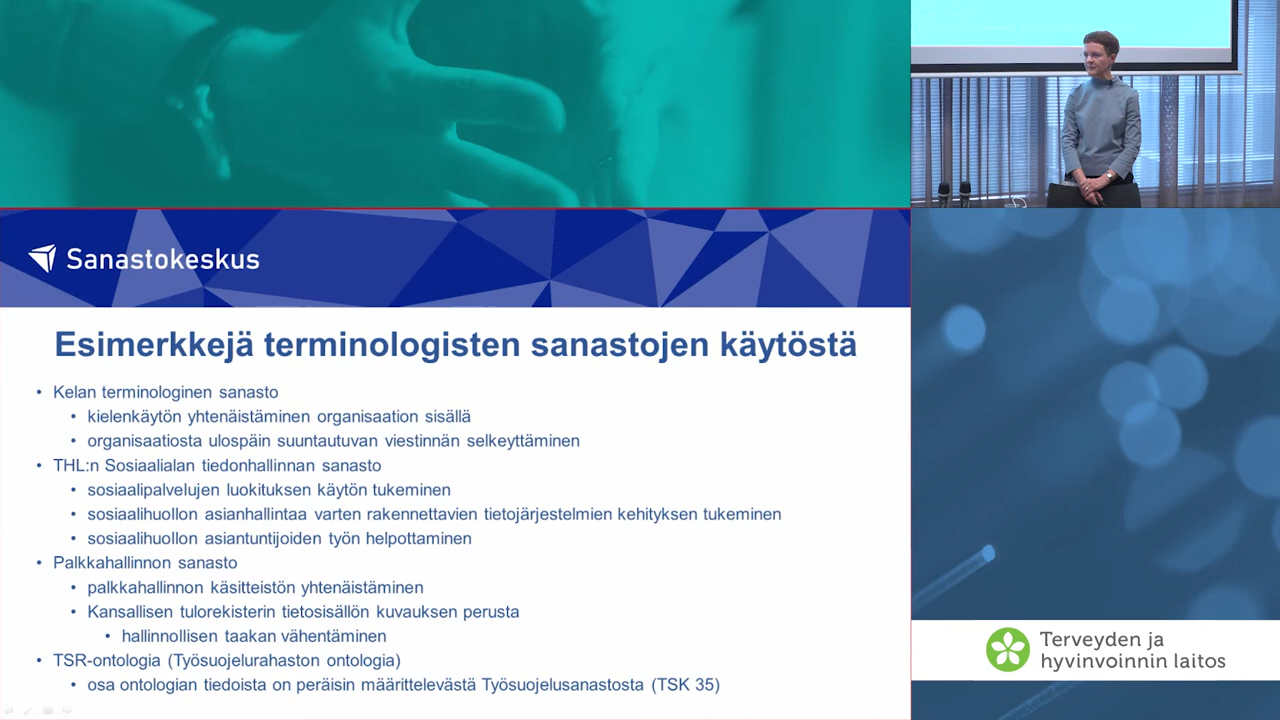 Sanastokeskus
Esimerkkejä terminologisten sanastojen käytöstä
• Kelan terminologinen sanasto
• kielenkäytön yhtenäistäminen organisaation sisällä
• organisaatiosta ulospäin suuntautuvan viestinnän selkeyttäminen
• THL:n Sosiaalialan tiedonhallinnan sanasto
• sosiaalipalvelujen luokituksen käytön tukeminen
• sosiaalihuollon asianhallintaa varten rakennettavien tietojärjestelmien kehityksen tukeminen
• sosiaalihuollon asiantuntijoiden työn helpottaminen
• Palkkahallinnon sanasto
• palkkahallinnon käsitteistön yhtenäistäminen
• Kansallisen tulorekisterin tietosisällön kuvauksen perusta
• hallinnollisen taakan vähentäminen
• TSR-ontologia (Työsuojelurahaston ontologia)
• osa ontologian tiedoista on peräisin määrittelevästä Työsuojelusanastosta (TSK 35)
Terveyden ja
hyvinvoinnin laitos